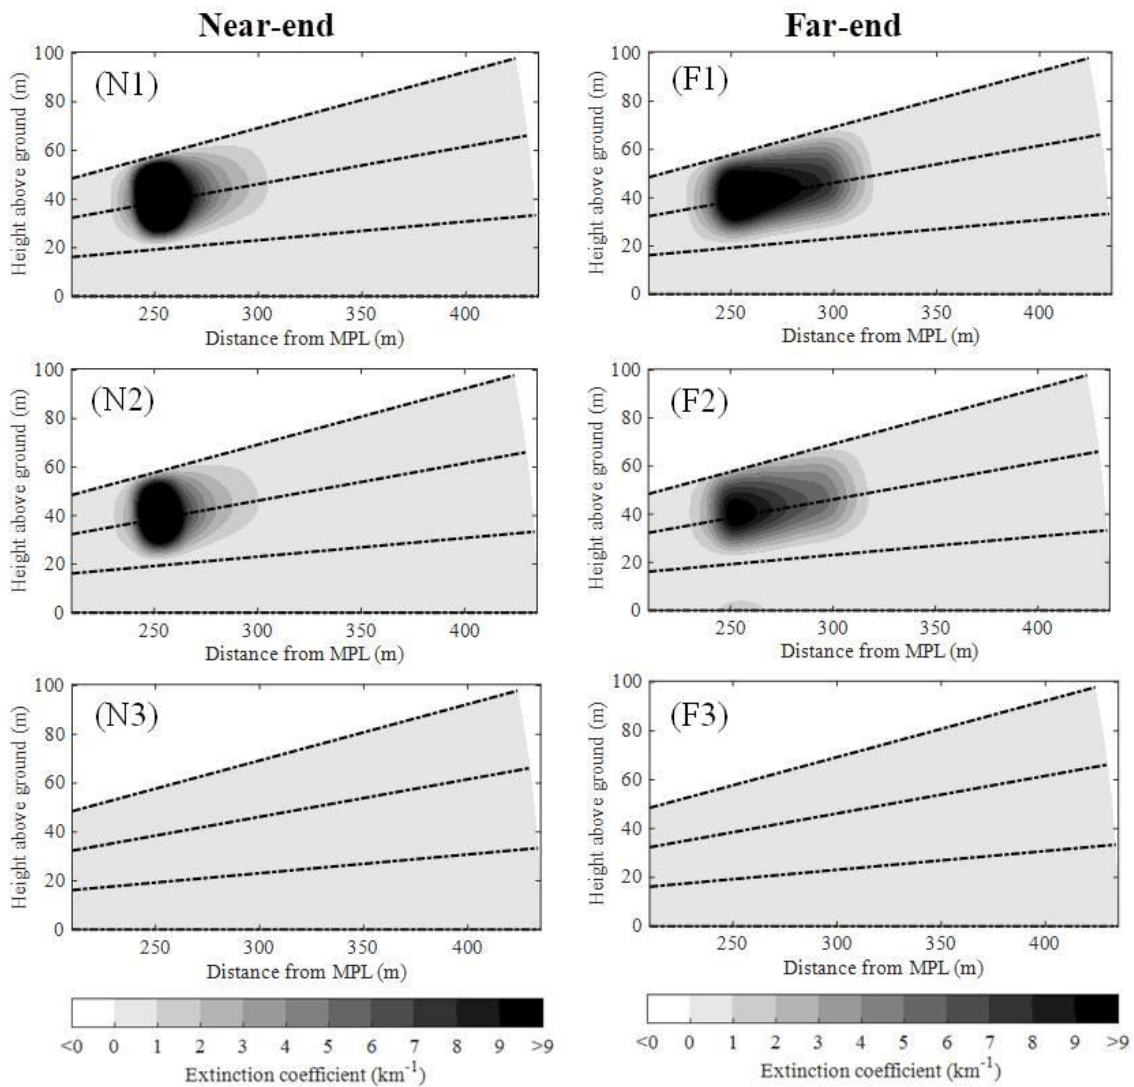 Near-end
Far-end
(N1)
Height above ground (m)
100
80
60
40
20
0
250 300 350 400
Distance from MPL (m)
(F1)
Height above ground (m)
100
80
60
40
20
0
250 300 350 400
Distance from MPL (m)
(N2)
Height above ground (m)
100
80
60
40
20
0
250 300 350 400
Distance from MPL (m)
(F2)
Height above ground (m)
100
80
60
40
20
0
250 300 350 400
Distance from MPL (m)
(N3)
Height above ground (m)
100
80
60
40
20
0
250 300 350 400
Distance from MPL (m)
(F3)
Height above ground (m)
100
80
60
40
20
0
250 300 350 400
Distance from MPL (m)
<0 0 1 2 3 4 5 6 7 8 9 >9
Extinction coefficient (km⁻¹)
<0 0 1 2 3 4 5 6 7 8 9 >9
Extinction coefficient (km⁻¹)